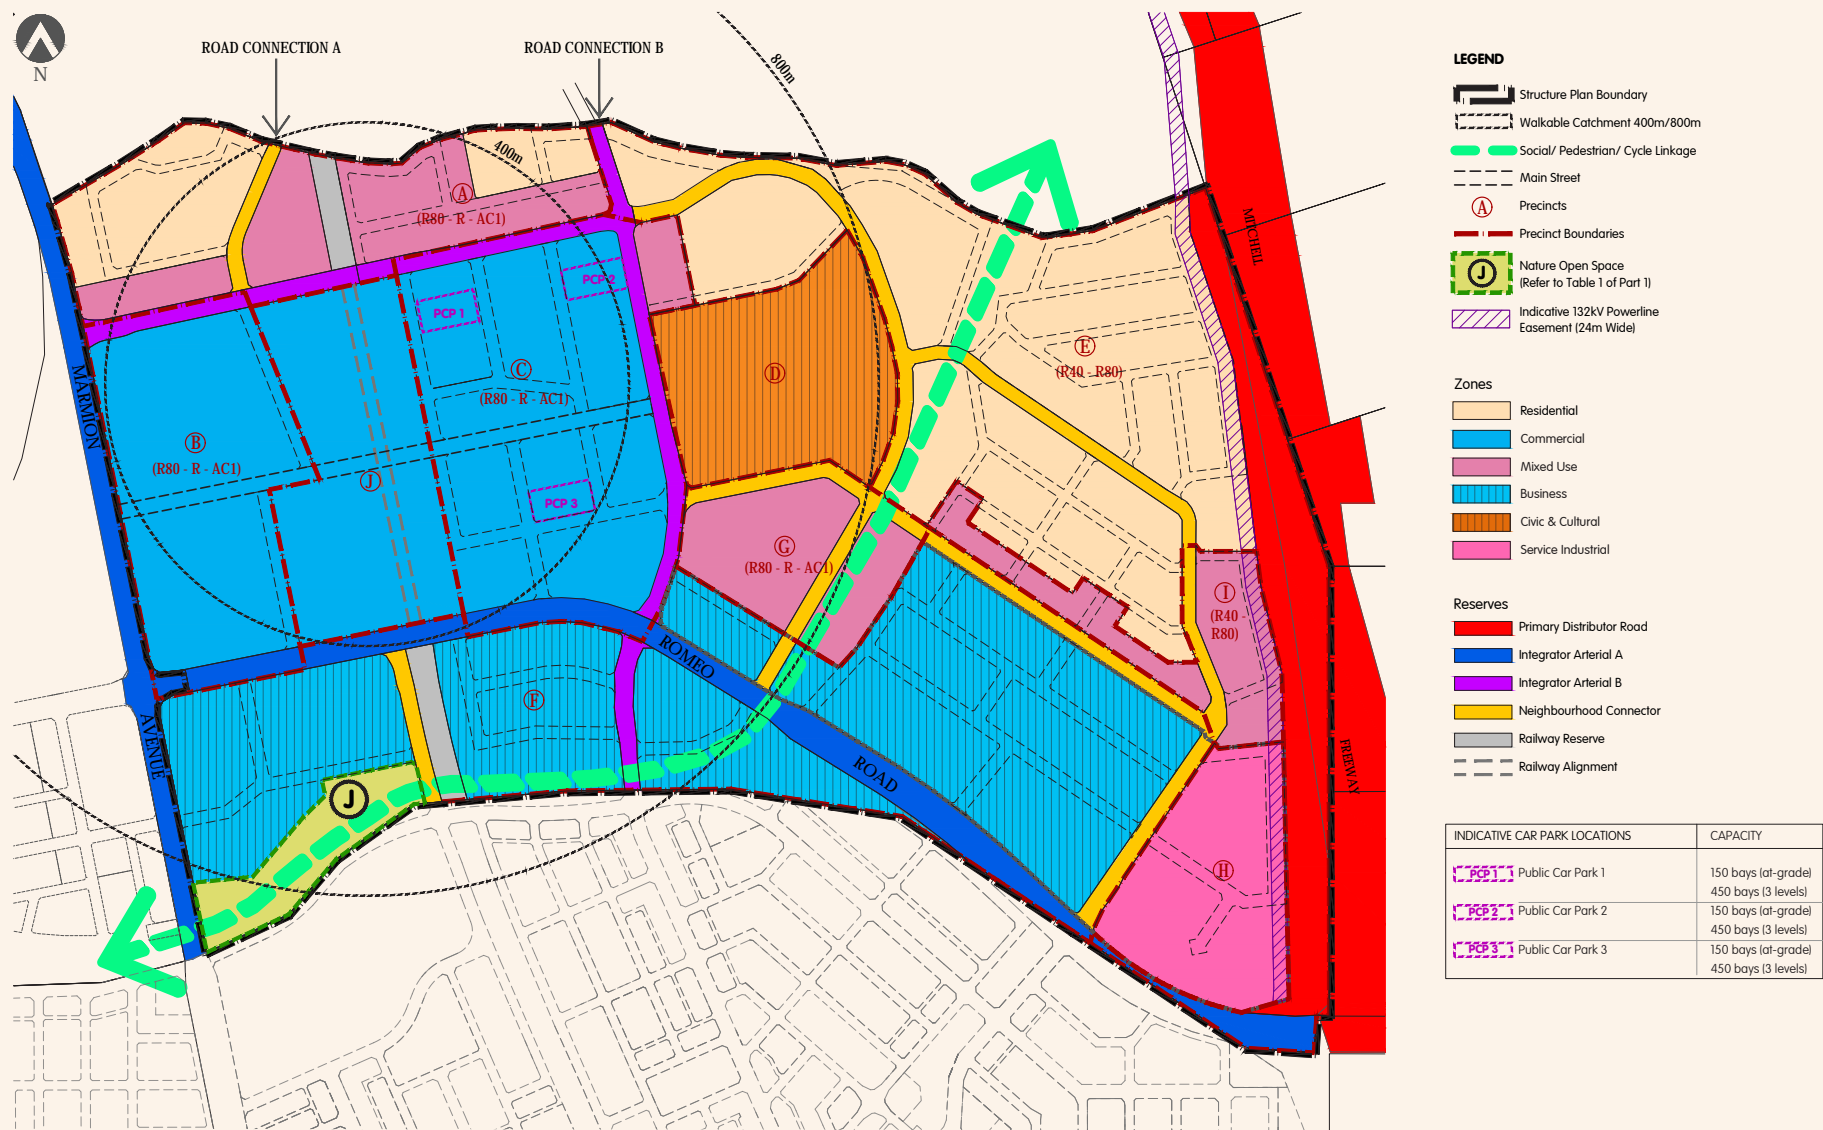 N
ROAD CONNECTION A
ROAD CONNECTION B
800m
400m
A
(R80 - R - AC1)
PCP 2
PCP 1
C
(R80 - R - AC1)
B
(R80 - R - AC1)
J
PCP 3
D
E
(R40 - R80)
G
(R80 - R - AC1)
I
(R40 -
R80)
F
H
J
MARMION
AVENUE
ROMEO
ROAD
MITCHELL
FREEWAY
LEGEND
Structure Plan Boundary
Walkable Catchment 400m/800m
Social/ Pedestrian/ Cycle Linkage
Main Street
A Precincts
Precinct Boundaries
J Nature Open Space
(Refer to Table 1 of Part 1)
Indicative 132kV Powerline
Easement (24m Wide)
Zones
Residential
Commercial
Mixed Use
Business
Civic & Cultural
Service Industrial
Reserves
Primary Distributor Road
Integrator Arterial A
Integrator Arterial B
Neighbourhood Connector
Railway Reserve
Railway Alignment
INDICATIVE CAR PARK LOCATIONS CAPACITY
PCP 1 Public Car Park 1 150 bays (at-grade)
450 bays (3 levels)
PCP 2 Public Car Park 2 150 bays (at-grade)
450 bays (3 levels)
PCP 3 Public Car Park 3 150 bays (at-grade)
450 bays (3 levels)